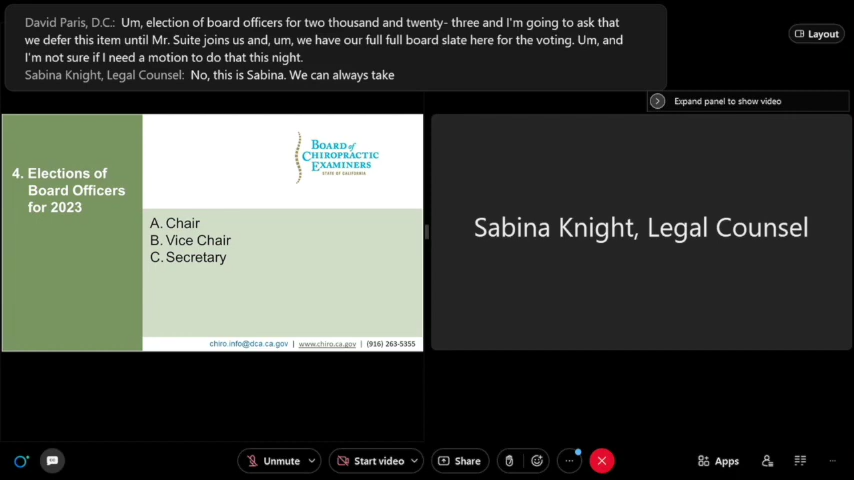 David Paris, D.C.: Um, election of board officers for two thousand and twenty- three and I'm going to ask that
we defer this item until Mr. Suite joins us and, um, we have our full full board slate here for the voting. Um, and
I'm not sure if I need a motion to do that this night.
Sabina Knight, Legal Counsel: No, this is Sabina. We can always take
Layout
Expand panel to show video
4. Elections of
Board Officers
for 2023
BOARD of
CHIROPRACTIC
EXAMINERS
STATE OF CALIFORNIA
A. Chair
B. Vice Chair
C. Secretary
chiro.info@dca.ca.gov | www.chiro.ca.gov | (916) 263-5355
Sabina Knight, Legal Counsel
Unmute
Start video
Share
Apps